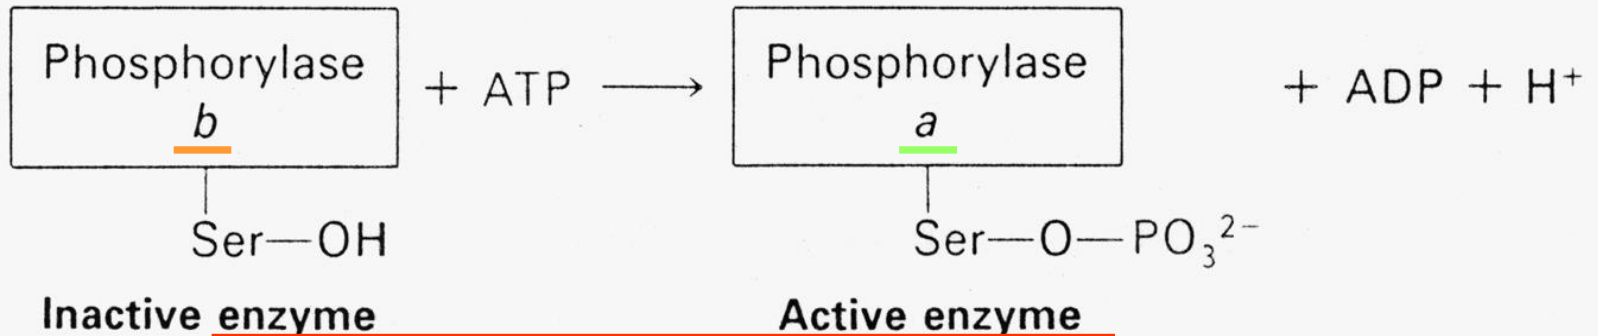 Phosphorylase Phosphorylase
b + ATP ⟶ a + ADP + H⁺
Ser—OH Ser—O—PO₃²⁻
Inactive enzyme Active enzyme